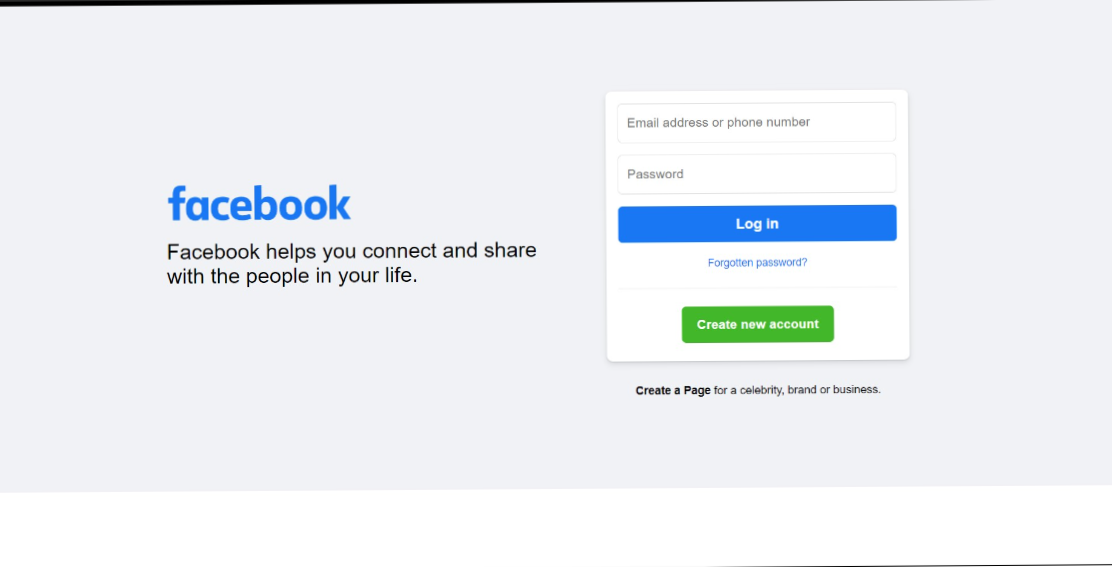 facebook
Facebook helps you connect and share
with the people in your life.
Email address or phone number
Password
Log in
Forgotten password?
Create new account
Create a Page for a celebrity, brand or business.